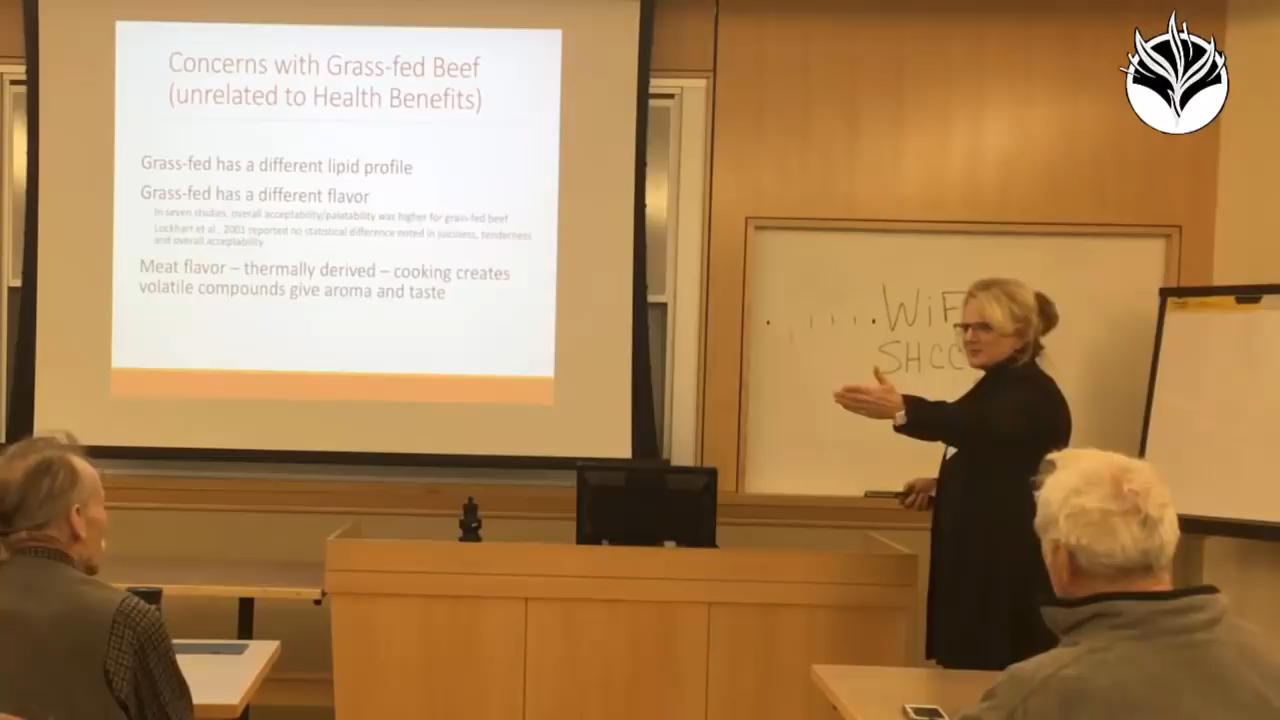 Concerns with Grass-fed Beef
(unrelated to Health Benefits)
Grass-fed has a different lipid profile
Grass-fed has a different flavor
In seven studies, overall acceptability/palatability was higher for grain-fed beef
Lockhart et al., 2001 reported no statistical difference noted in juiciness, tenderness
and overall acceptability
Meat flavor – thermally derived – cooking creates
volatile compounds give aroma and taste
WiF
SHCC